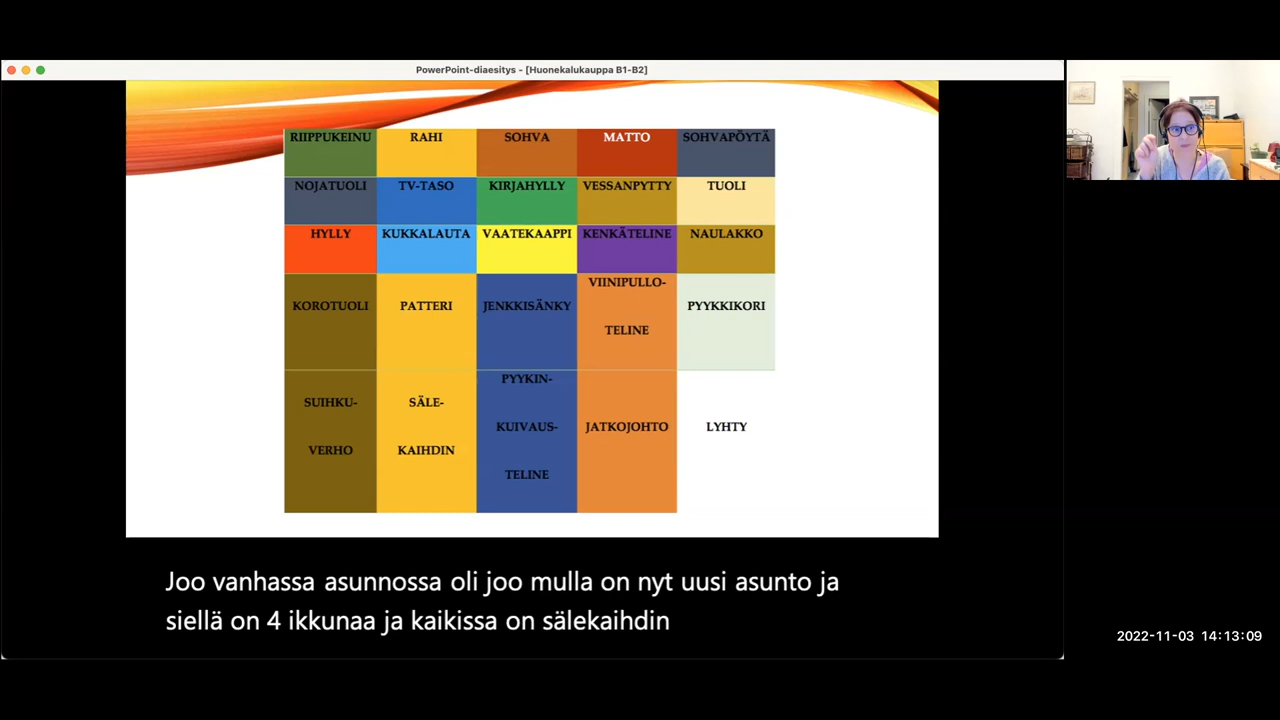 PowerPoint-diaesitys - [Huonekalukauppa B1-B2]
RIIPPUKEINU RAHI SOHVA MATTO SOHVAPÖYTÄ
NOJATUOLI TV-TASO KIRJAHYLLY VESSANPYTTY TUOLI
HYLLY KUKKALAUTA VAATEKAAPPI KENKÄTELINE NAULAKKO
KOROTUOLI PATTERI JENKKISÄNKY VIINIPULLO-
TELINE PYYKKIKORI
SUIHKU-
VERHO SÄLE-
KAIHDIN PYYKIN-
KUIVAUS-
TELINE JATKOJOHTO LYHTY
Joo vanhassa asunnossa oli joo mulla on nyt uusi asunto ja
siellä on 4 ikkunaa ja kaikissa on sälekaihdin
2022-11-03 14:13:09